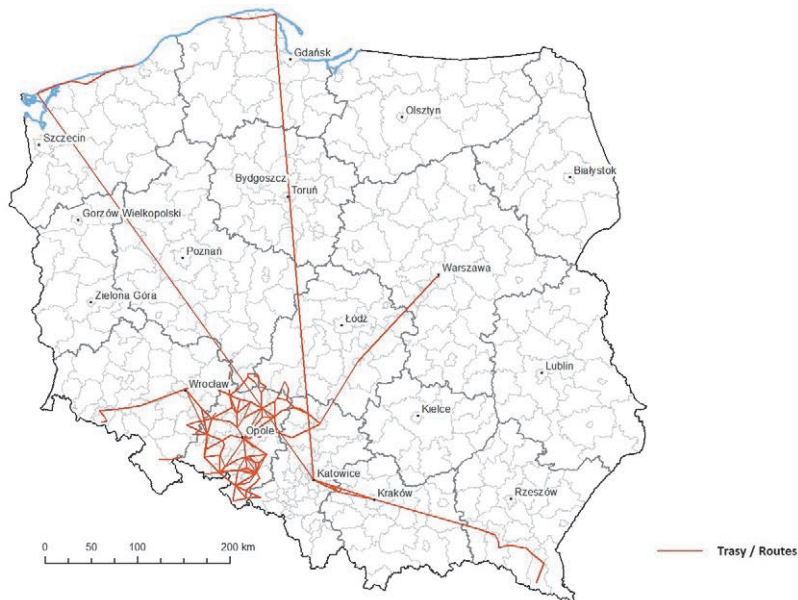 Gdańsk
Olsztyn
Szczecin
Białystok
Bydgoszcz
Toruń
Gorzów Wielkopolski
Poznań
Warszawa
Zielona Góra
Łódź
Lublin
Wrocław
Kielce
Opole
Katowice
Kraków
Rzeszów
0 50 100 200 km
Trasy / Routes